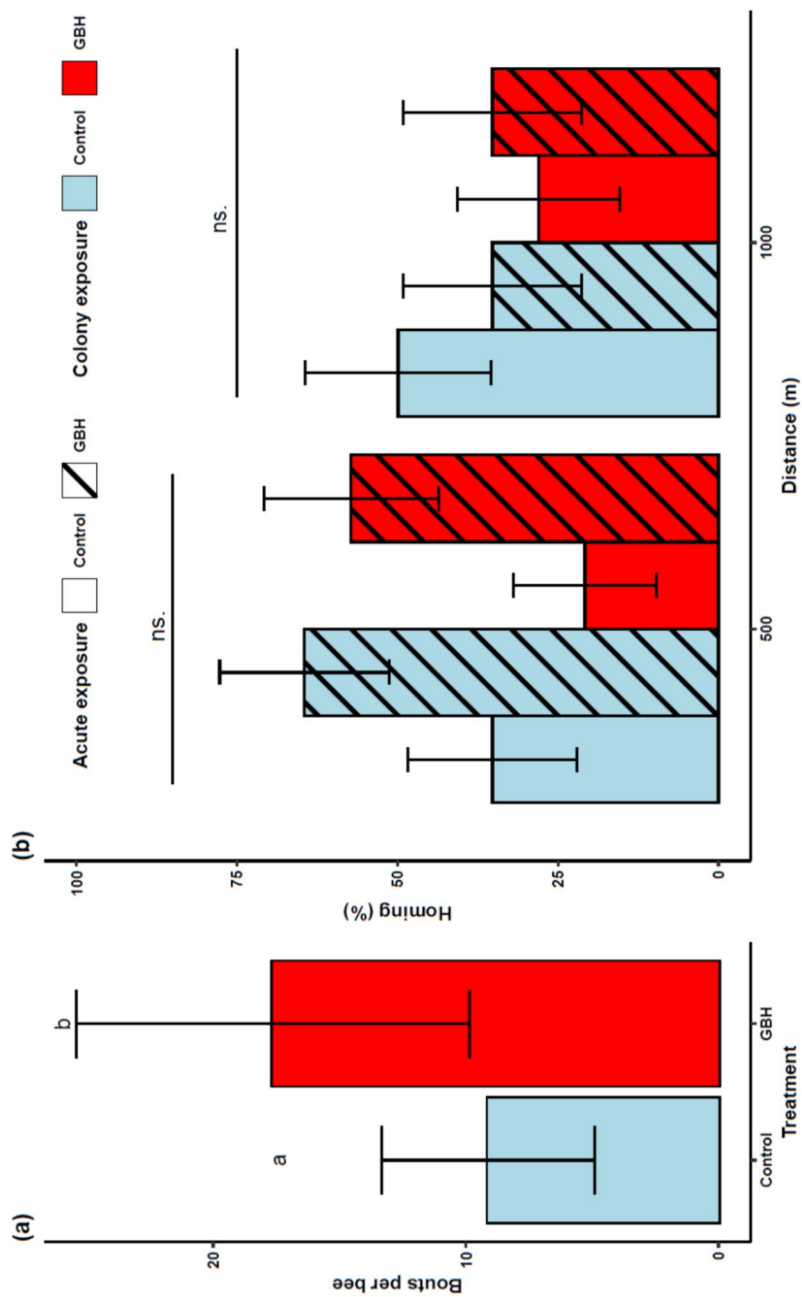 (a)
Bouts per bee
20
10
0
a
b
Control
GBH
Treatment
(b)
Acute exposure Control GBH Colony exposure Control GBH
Homing (%)
100
75
50
25
0
ns.
ns.
500
1000
Distance (m)